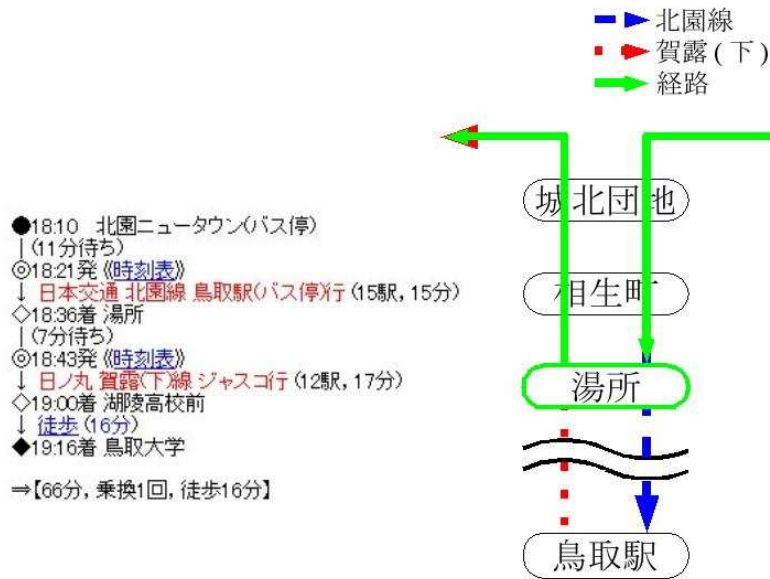 北園線
賀露(下)
経路
城北団地
相生町
湯所
鳥取駅
●18:10 北園ニュータウン(バス停)
| (11分待ち)
◎18:21発 《時刻表》
↓ 日本交通 北園線 鳥取駅(バス停)行 (15駅, 15分)
◇18:36着 湯所
| (7分待ち)
◎18:43発 《時刻表》
↓ 日ノ丸 賀露(下)線 ジャスコ行 (12駅, 17分)
◇19:00着 湖陵高校前
↓ 徒歩 (16分)
◆19:16着 鳥取大学
⇒【66分, 乗換1回, 徒歩16分】